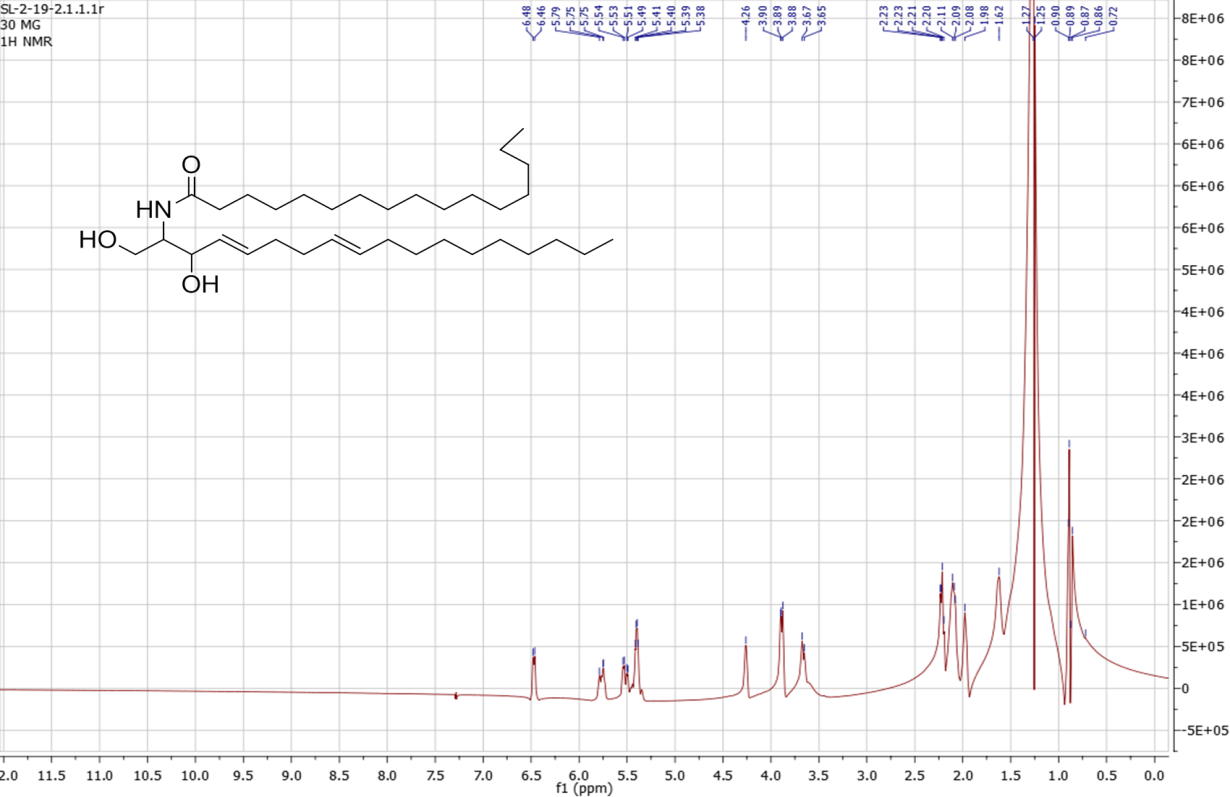 SL-2-19-2.1.1.1r
30 MG
1H NMR
6.48
6.46
5.79
5.75
5.75
5.54
5.53
5.51
5.49
5.41
5.40
5.39
5.38
4.26
3.90
3.89
3.88
3.67
3.65
2.23
2.23
2.21
2.20
2.11
2.09
2.08
1.98
1.62
1.27
1.25
0.90
0.89
0.87
0.86
0.72
8E+06
8E+06
7E+06
6E+06
6E+06
6E+06
5E+06
4E+06
4E+06
4E+06
3E+06
2E+06
2E+06
2E+06
1E+06
5E+05
0
-5E+05
O
HN
HO
OH
2.0 11.5 11.0 10.5 10.0 9.5 9.0 8.5 8.0 7.5 7.0 6.5 6.0 5.5 5.0 4.5 4.0 3.5 3.0 2.5 2.0 1.5 1.0 0.5 0.0
f1 (ppm)